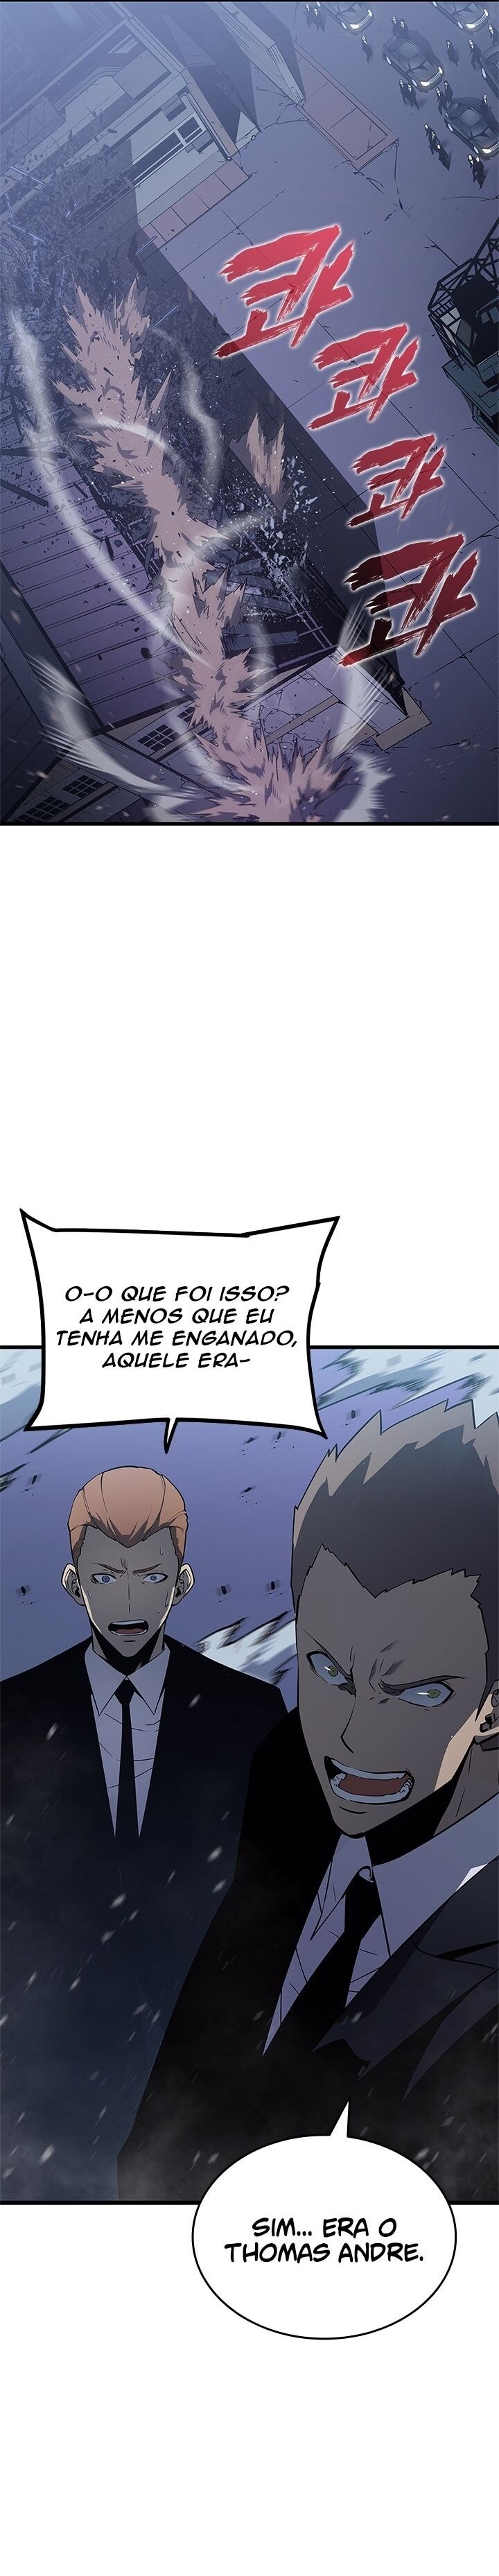 콰
콰
콰
콰
O-O QUE FOI ISSO?
A MENOS QUE EU
TENHA ME ENGANADO,
AQUELE ERA-
SIM... ERA O
THOMAS ANDRE.